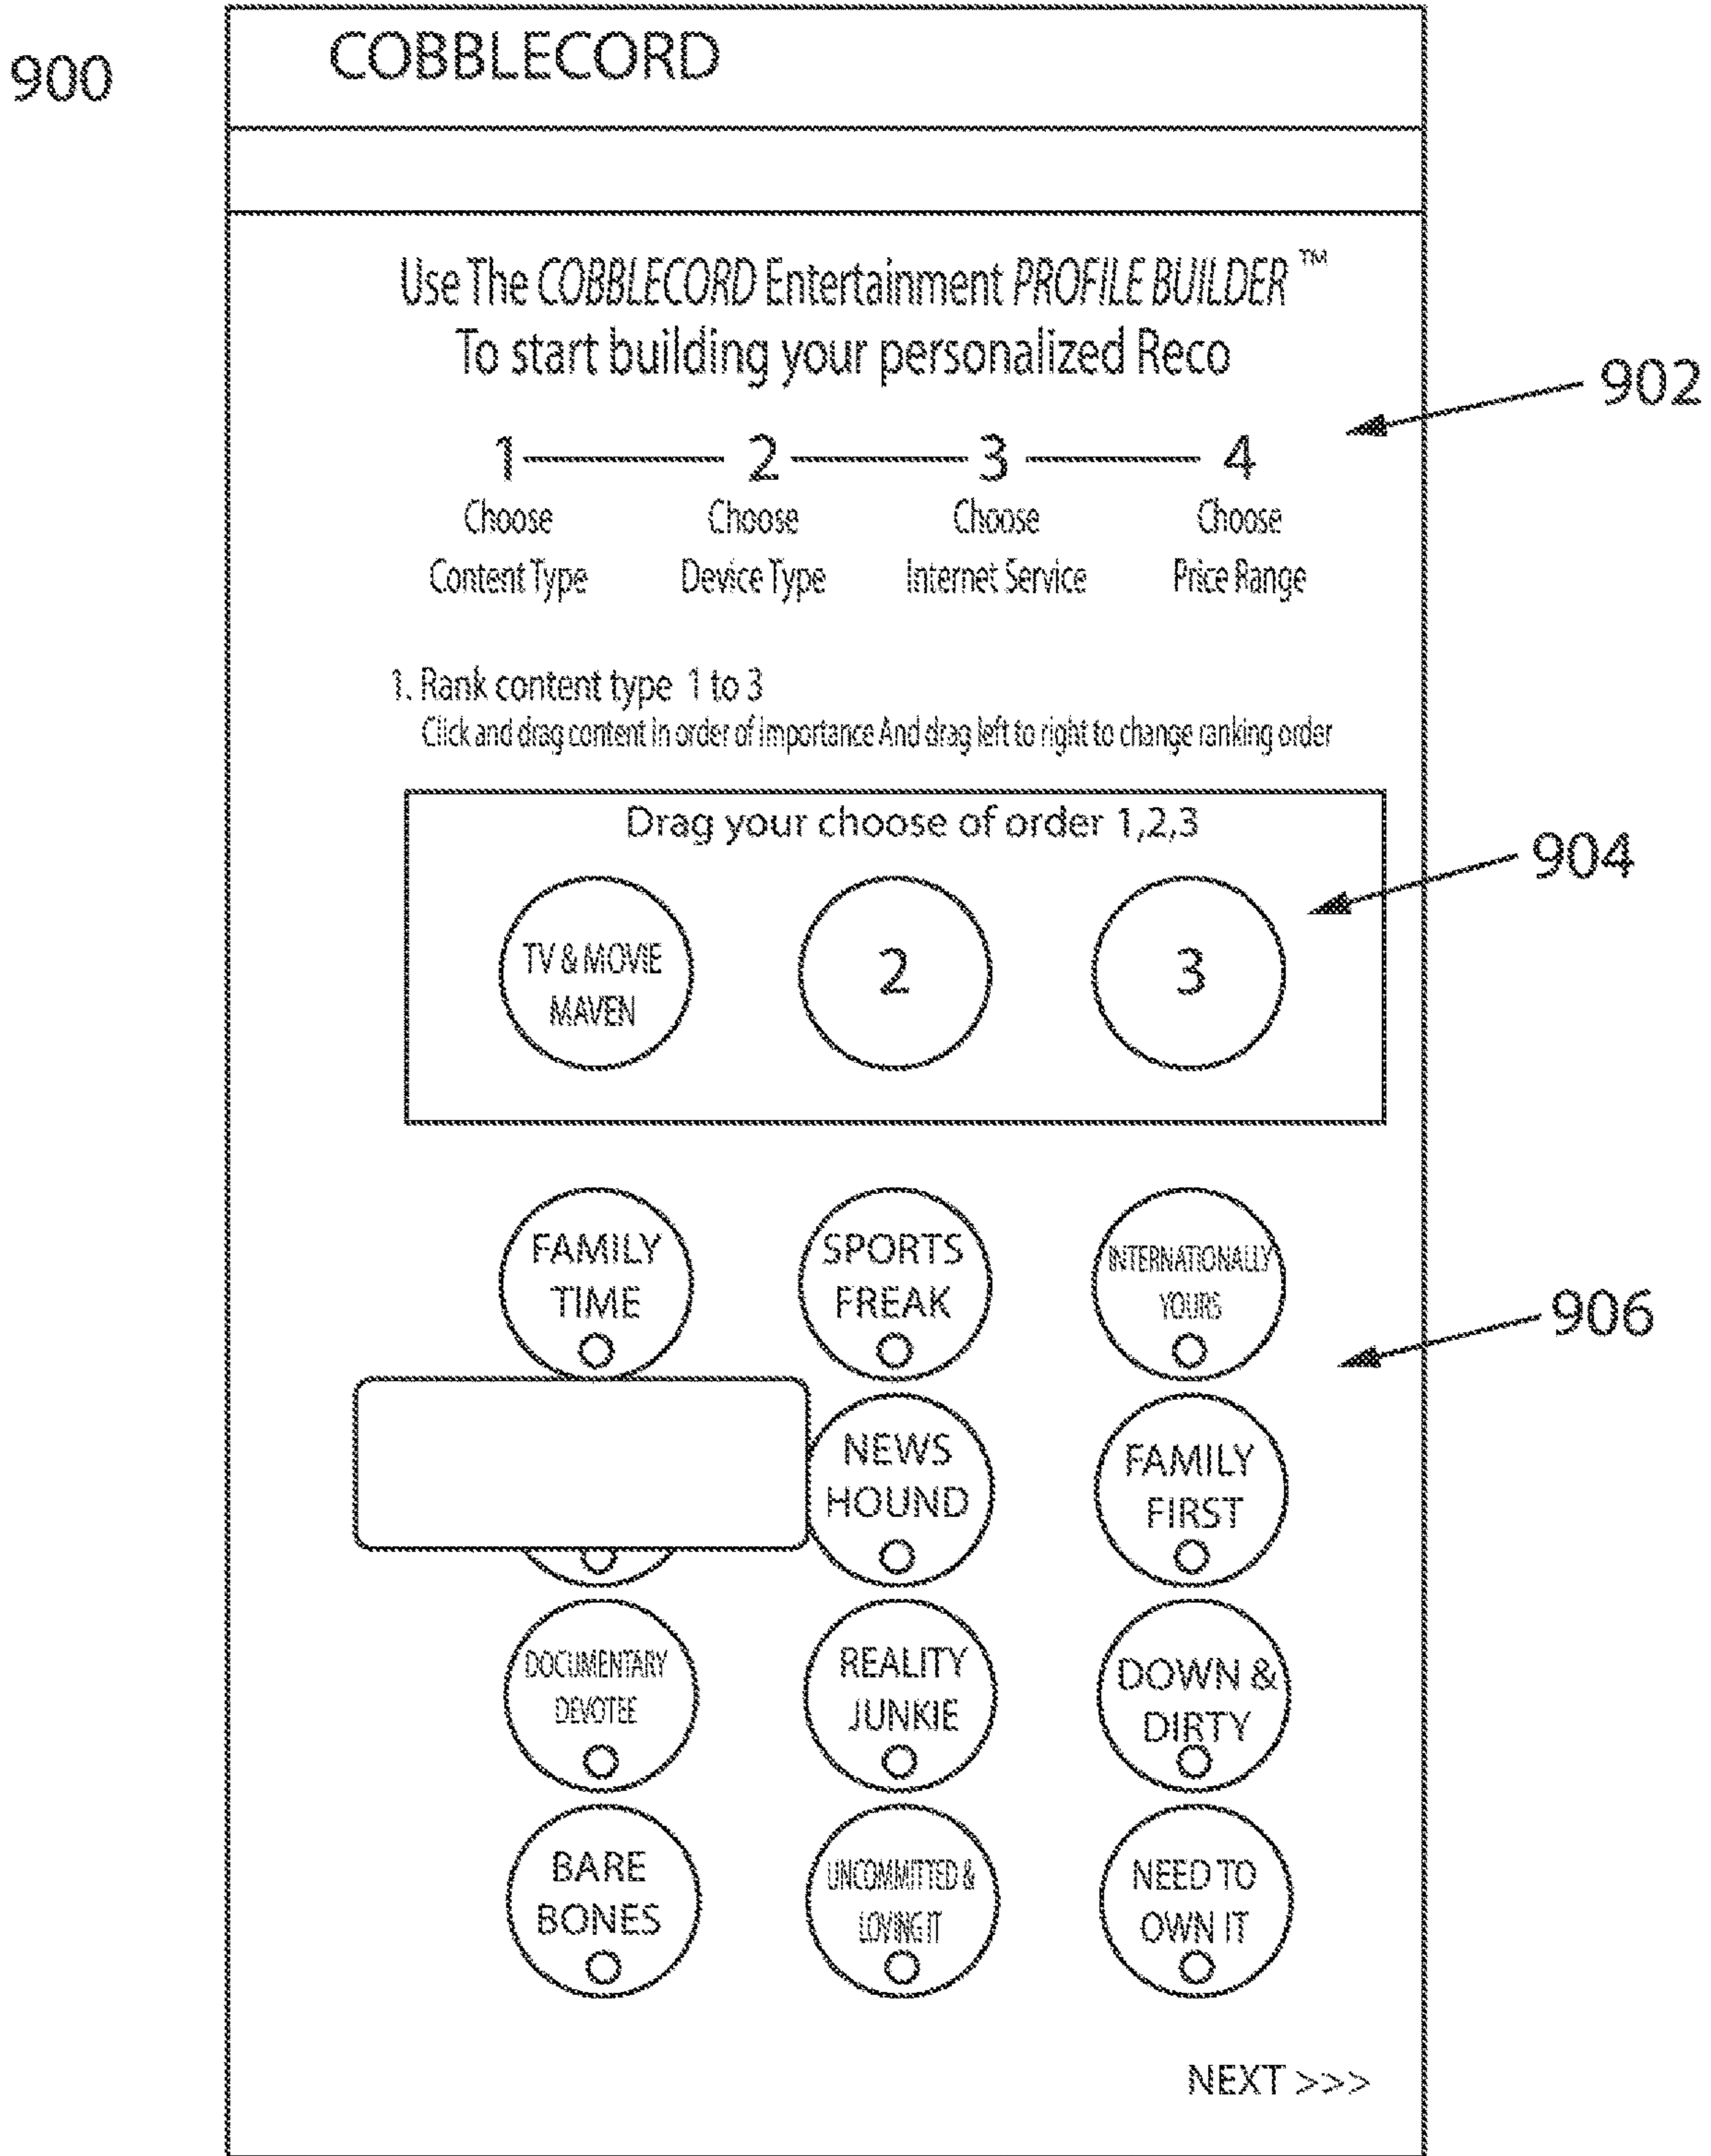 900
COBBLECORD
Use The COBBLECORD Entertainment PROFILE BUILDER ™
To start building your personalized Reco
902
1 2 3 4
Choose Choose Choose Choose
Content Type Device Type Internet Service Price Range
1. Rank content type 1 to 3
Click and drag content in order of importance And drag left to right to change ranking order
Drag your choose of order 1,2,3
904
TV & MOVIE
MAVEN
2
3
FAMILY
TIME
SPORTS
FREAK
INTERNATIONALLY
YOURS
906
NEWS
HOUND
FAMILY
FIRST
DOCUMENTARY
DEVOTEE
REALITY
JUNKIE
DOWN &
DIRTY
BARE
BONES
UNCOMMITTED &
LOVING IT
NEED TO
OWN IT
NEXT >>>